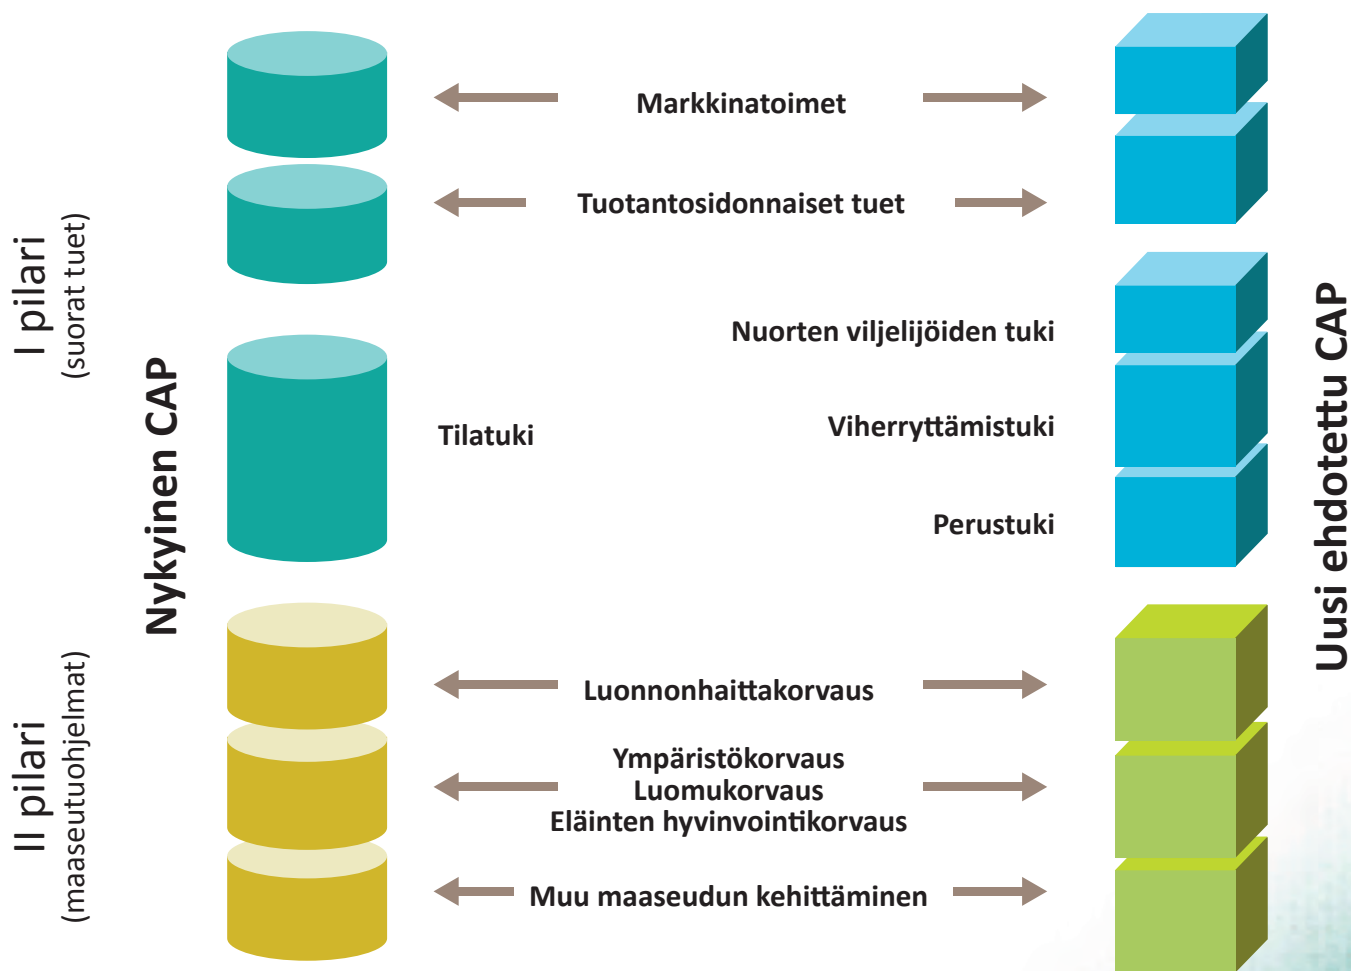 I pilari
(suorat tuet)
II pilari
(maaseutuohjelmat)
Nykyinen CAP
Markkinatoimet
Tuotantosidonnaiset tuet
Nuorten viljelijöiden tuki
Tilatuki
Viherryttämistuki
Perustuki
Luonnonhaittakorvaus
Ympäristökorvaus
Luomukorvaus
Eläinten hyvinvointikorvaus
Muu maaseudun kehittäminen
Uusi ehdotettu CAP